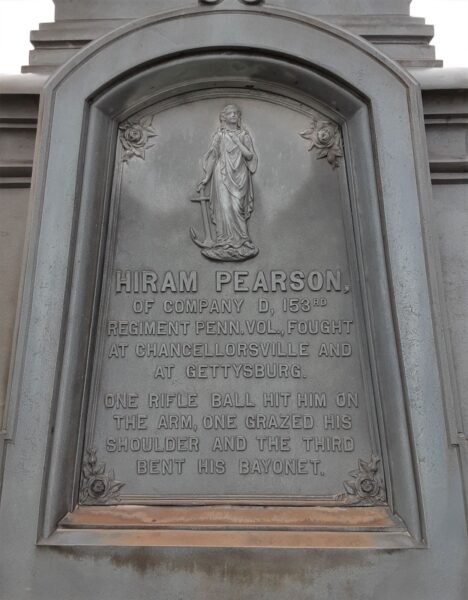 HIRAM PEARSON,
OF COMPANY D, 153RD
REGIMENT PENN. VOL., FOUGHT
AT CHANCELLORSVILLE AND
AT GETTYSBURG.
ONE RIFLE BALL HIT HIM ON
THE ARM, ONE GRAZED HIS
SHOULDER AND THE THIRD
BENT HIS BAYONET.